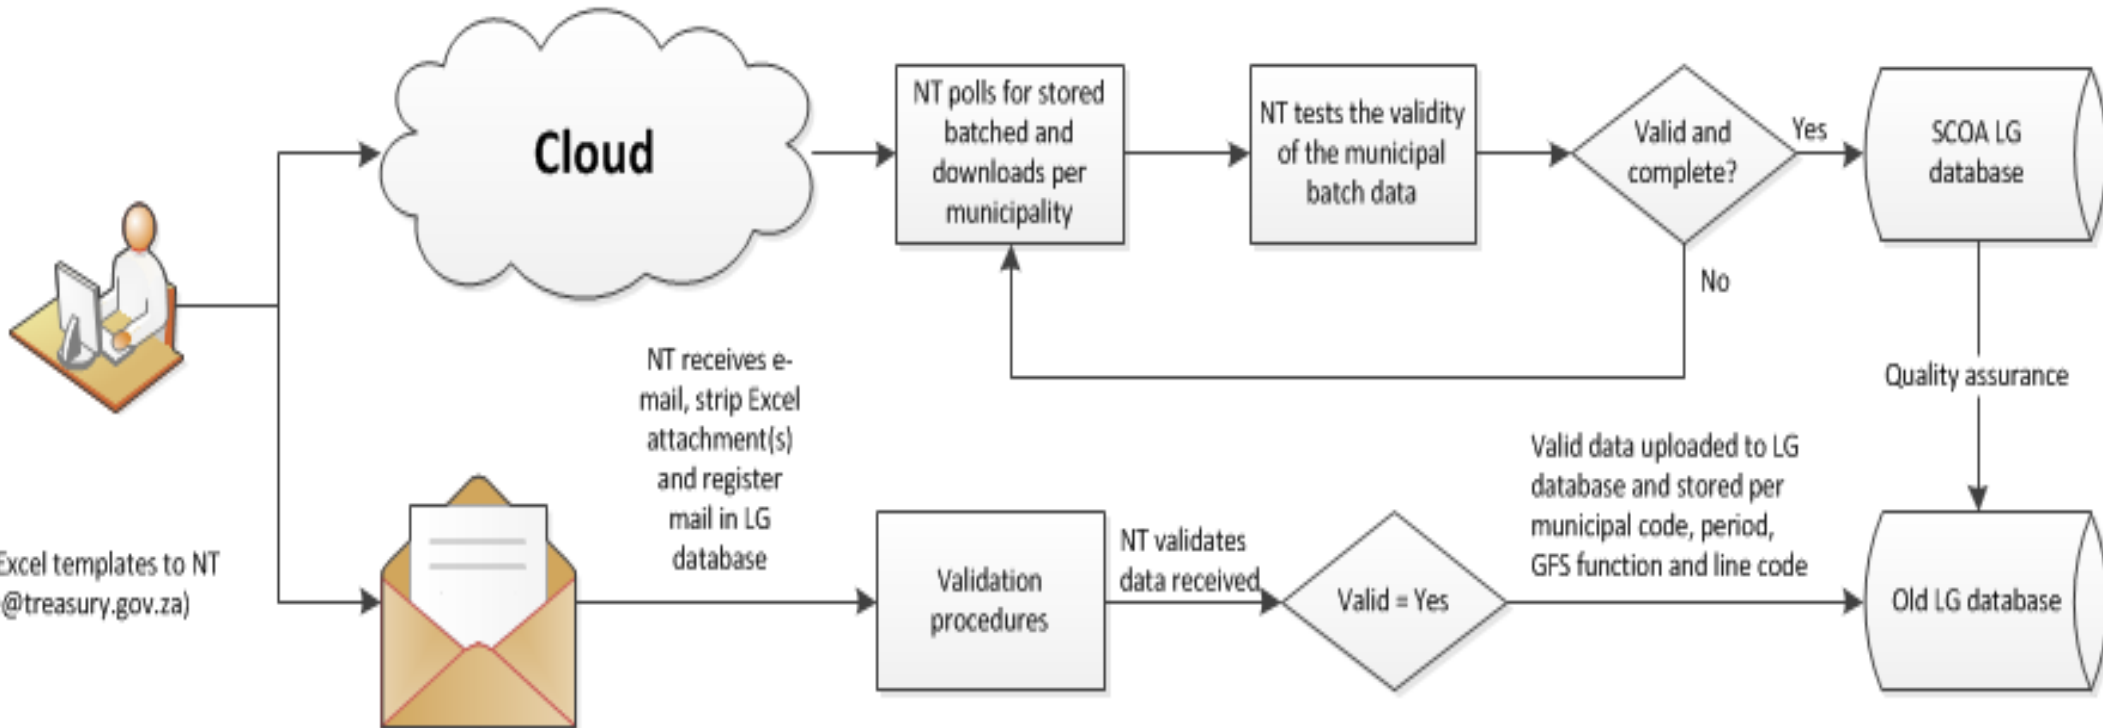 Cloud
NT polls for stored
batched and
downloads per
municipality
NT tests the validity
of the municipal
batch data
Valid and
complete?
Yes
SCOA LG
database
No
Quality assurance
NT receives e-
mail, strip Excel
attachment(s)
and register
mail in LG
database
Excel templates to NT
@treasury.gov.za)
Validation
procedures
NT validates
data received
Valid = Yes
Valid data uploaded to LG
database and stored per
municipal code, period,
GFS function and line code
Old LG database